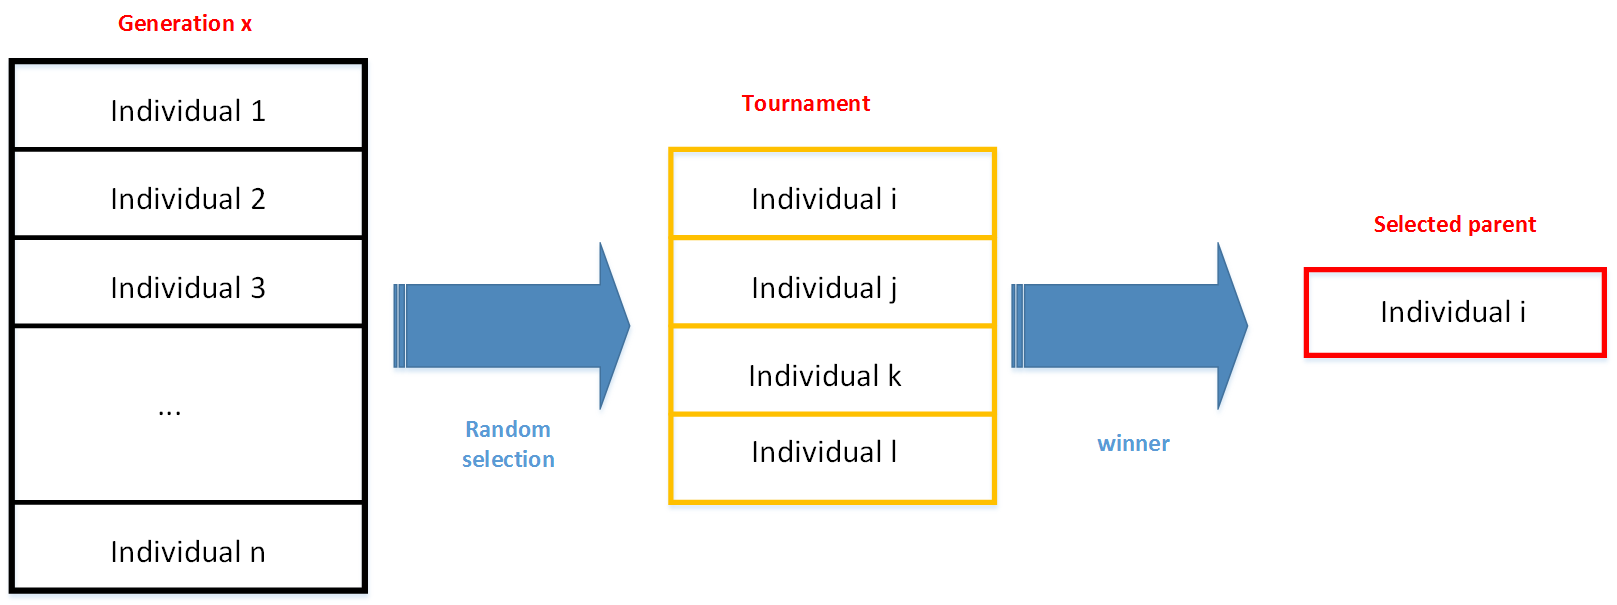 Generation x
Individual 1
Individual 2
Individual 3
...
Individual n
Random
selection
Tournament
Individual i
Individual j
Individual k
Individual l
winner
Selected parent
Individual i